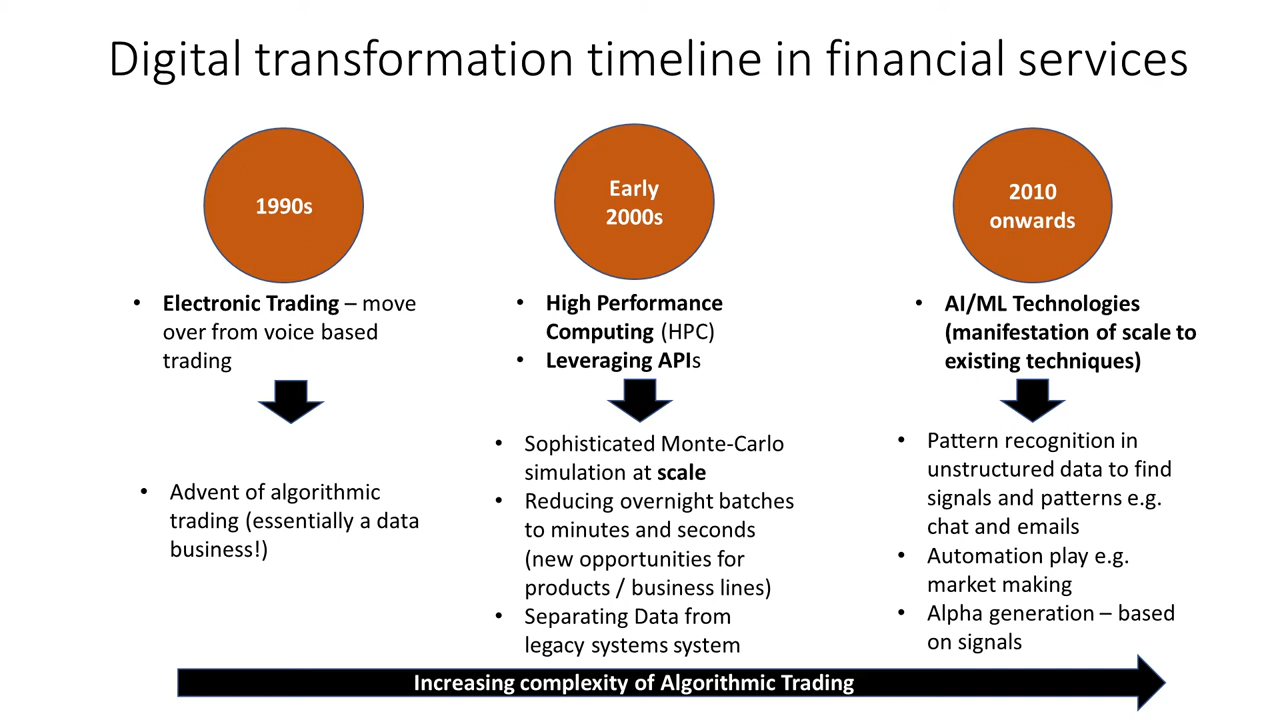 Digital transformation timeline in financial services
1990s
• Electronic Trading – move
over from voice based
trading
• Advent of algorithmic
trading (essentially a data
business!)
Early
2000s
• High Performance
Computing (HPC)
• Leveraging APIs
• Sophisticated Monte-Carlo
simulation at scale
• Reducing overnight batches
to minutes and seconds
(new opportunities for
products / business lines)
• Separating Data from
legacy systems system
2010
onwards
• AI/ML Technologies
(manifestation of scale to
existing techniques)
• Pattern recognition in
unstructured data to find
signals and patterns e.g.
chat and emails
• Automation play e.g.
market making
• Alpha generation – based
on signals
Increasing complexity of Algorithmic Trading